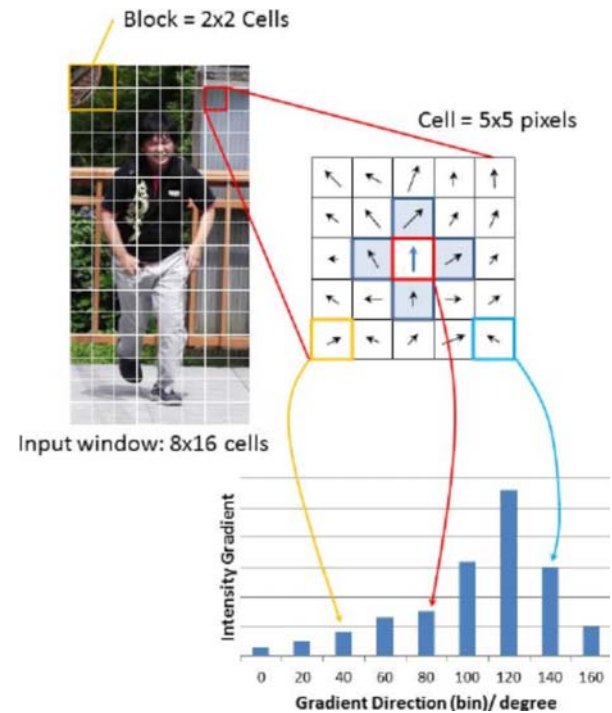 Block = 2x2 Cells
Cell = 5x5 pixels
Input window: 8x16 cells
Intensity Gradient
0 20 40 60 80 100 120 140 160
Gradient Direction (bin)/ degree